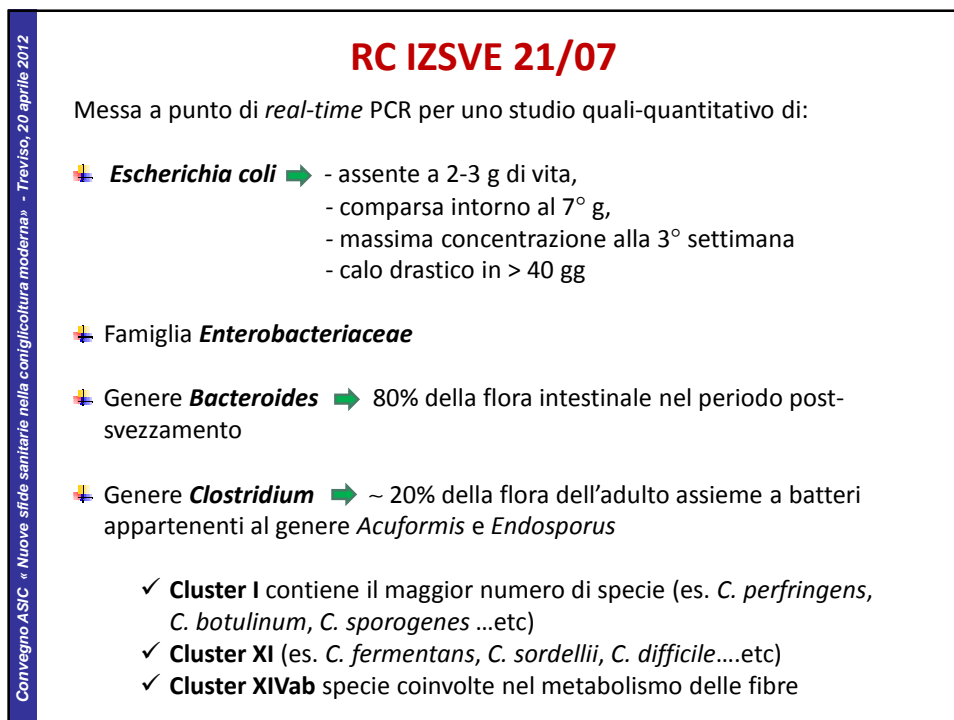 Convegno ASIC « Nuove sfide sanitarie nella coniglicoltura moderna» - Treviso, 20 aprile 2012
RC IZSVE 21/07
Messa a punto di real-time PCR per uno studio quali-quantitativo di:
Escherichia coli - assente a 2-3 g di vita,
- comparsa intorno al 7° g,
- massima concentrazione alla 3° settimana
- calo drastico in > 40 gg
Famiglia Enterobacteriaceae
Genere Bacteroides 80% della flora intestinale nel periodo post-
svezzamento
Genere Clostridium ~ 20% della flora dell'adulto assieme a batteri
appartenenti al genere Acuformis e Endosporus
✓ Cluster I contiene il maggior numero di specie (es. C. perfringens,
C. botulinum, C. sporogenes …etc)
✓ Cluster XI (es. C. fermentans, C. sordellii, C. difficile….etc)
✓ Cluster XIVab specie coinvolte nel metabolismo delle fibre